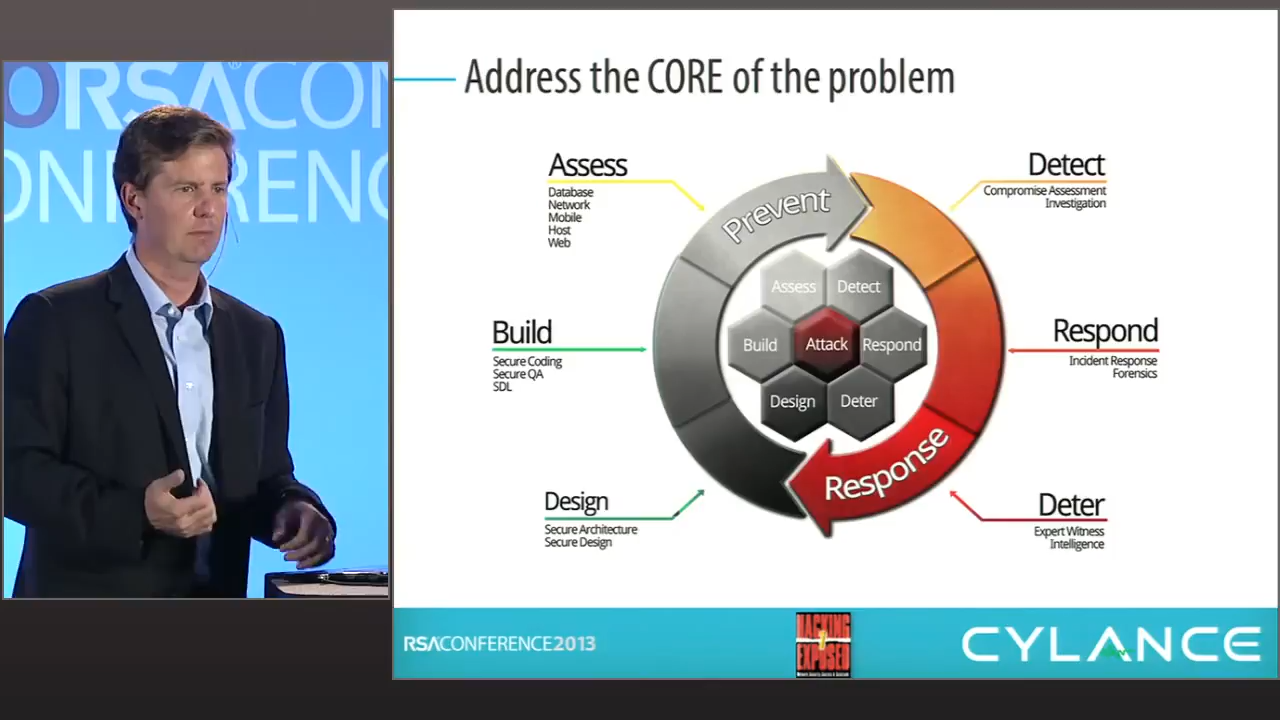 RSACON
CONFERENC
Address the CORE of the problem
Assess
Database
Network
Mobile
Host
Web
Build
Secure Coding
Secure QA
SDL
Design
Secure Architecture
Secure Design
Prevent
Response
Assess
Detect
Build
Attack
Respond
Design
Deter
Detect
Compromise Assessment
Investigation
Respond
Incident Response
Forensics
Deter
Expert Witness
Intelligence
RSACONFERENCE2013
HACKING
EXPOSED
CYLANCE